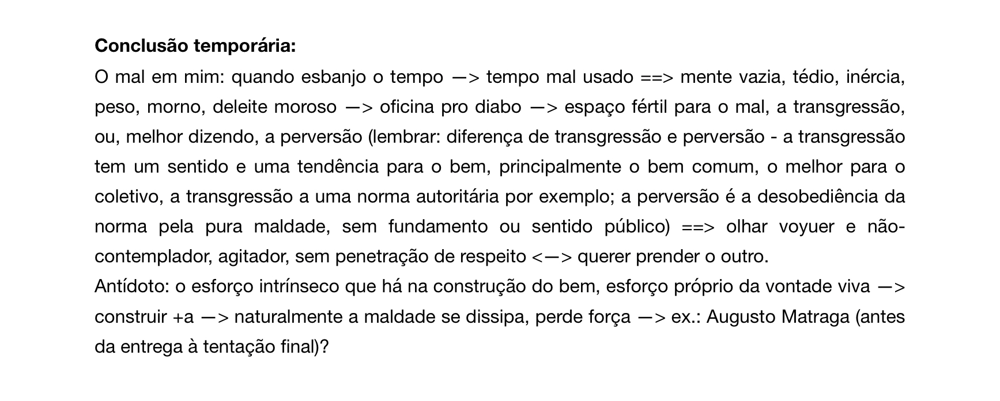 Conclusão temporária:
O mal em mim: quando esbanjo o tempo —> tempo mal usado ==> mente vazia, tédio, inércia,
peso, morno, deleite moroso —> oficina pro diabo —> espaço fértil para o mal, a transgressão,
ou, melhor dizendo, a perversão (lembrar: diferença de transgressão e perversão - a transgressão
tem um sentido e uma tendência para o bem, principalmente o bem comum, o melhor para o
coletivo, a transgressão a uma norma autoritária por exemplo; a perversão é a desobediência da
norma pela pura maldade, sem fundamento ou sentido público) ==> olhar voyuer e não-
contemplador, agitador, sem penetração de respeito <—> querer prender o outro.
Antídoto: o esforço intrínseco que há na construção do bem, esforço próprio da vontade viva —>
construir +a —> naturalmente a maldade se dissipa, perde força —> ex.: Augusto Matraga (antes
da entrega à tentação final)?